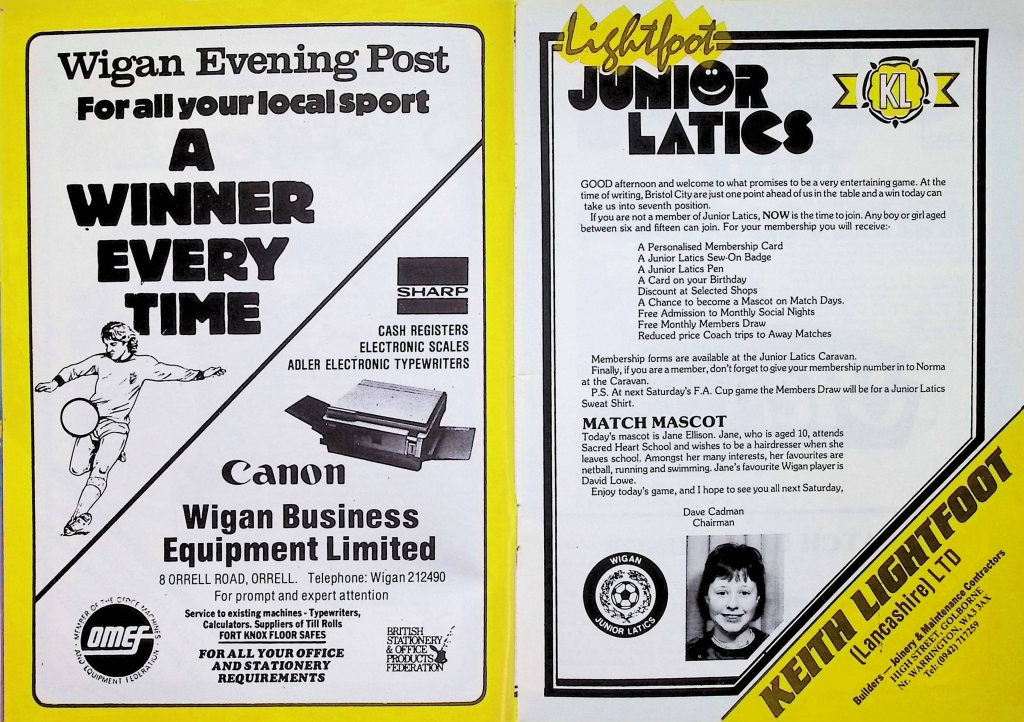 Wigan Evening Post
For all your local sport
A
WINNER
EVERY
TIME
SHARP
CASH REGISTERS
ELECTRONIC SCALES
ADLER ELECTRONIC TYPEWRITERS
Canon
Wigan Business
Equipment Limited
8 ORRELL ROAD, ORRELL. Telephone: Wigan 212490
For prompt and expert attention
Service to existing machines - Typewriters,
Calculators. Suppliers of Till Rolls
FORT KNOX FLOOR SAFES
FOR ALL YOUR OFFICE
AND STATIONERY
REQUIREMENTS
MEMBER OF THE OFFICE MACHINES
OMEF
AND EQUIPMENT FEDERATION
BRITISH
STATIONERY
& OFFICE
PRODUCTS
FEDERATION
Lightfoot
JUNIOR
LATICS
KL
GOOD afternoon and welcome to what promises to be a very entertaining game. At the
time of writing, Bristol City are just one point ahead of us in the table and a win today can
take us into seventh position.
If you are not a member of Junior Latics, NOW is the time to join. Any boy or girl aged
between six and fifteen can join. For your membership you will receive:-
A Personalised Membership Card
A Junior Latics Sew-On Badge
A Junior Latics Pen
A Card on your Birthday
Discount at Selected Shops
A Chance to become a Mascot on Match Days.
Free Admission to Monthly Social Nights
Free Monthly Members Draw
Reduced price Coach trips to Away Matches
Membership forms are available at the Junior Latics Caravan.
Finally, if you are a member, don't forget to give your membership number in to Norma
at the Caravan.
P.S. At next Saturday's F.A. Cup game the Members Draw will be for a Junior Latics
Sweat Shirt.
MATCH MASCOT
Today's mascot is Jane Ellison. Jane, who is aged 10, attends
Sacred Heart School and wishes to be a hairdresser when she
leaves school. Amongst her many interests, her favourites are
netball, running and swimming. Jane's favourite Wigan player is
David Lowe.
Enjoy today's game, and I hope to see you all next Saturday,
Dave Cadman
Chairman
WIGAN
JUNIOR LATICS
KEITH LIGHTFOOT
(Lancashire) LTD
Builders — Joinery & Maintenance Contractors
HIGH STREET, GOLBORNE
Nr. WARRINGTON, WA3 3AX
Tel: (0942) 717259